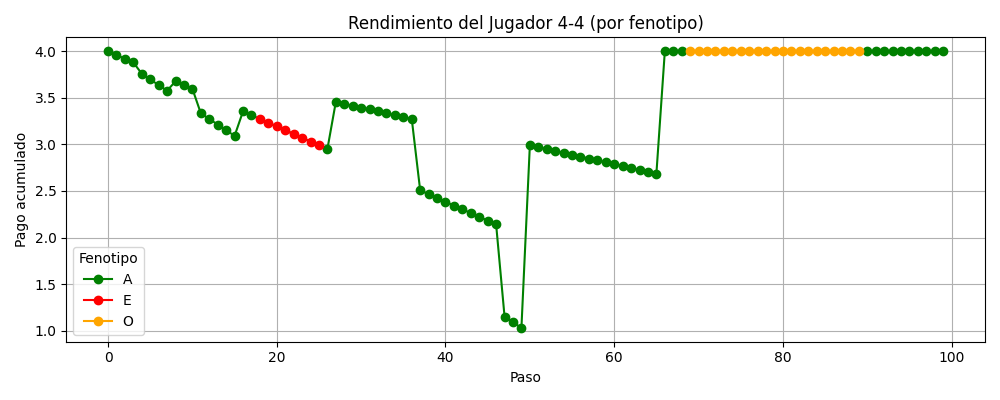 Rendimiento del Jugador 4-4 (por fenotipo)
Pago acumulado
4.0
3.5
3.0
2.5
2.0
1.5
1.0
Fenotipo
A
E
O
0 20 40 60 80 100
Paso